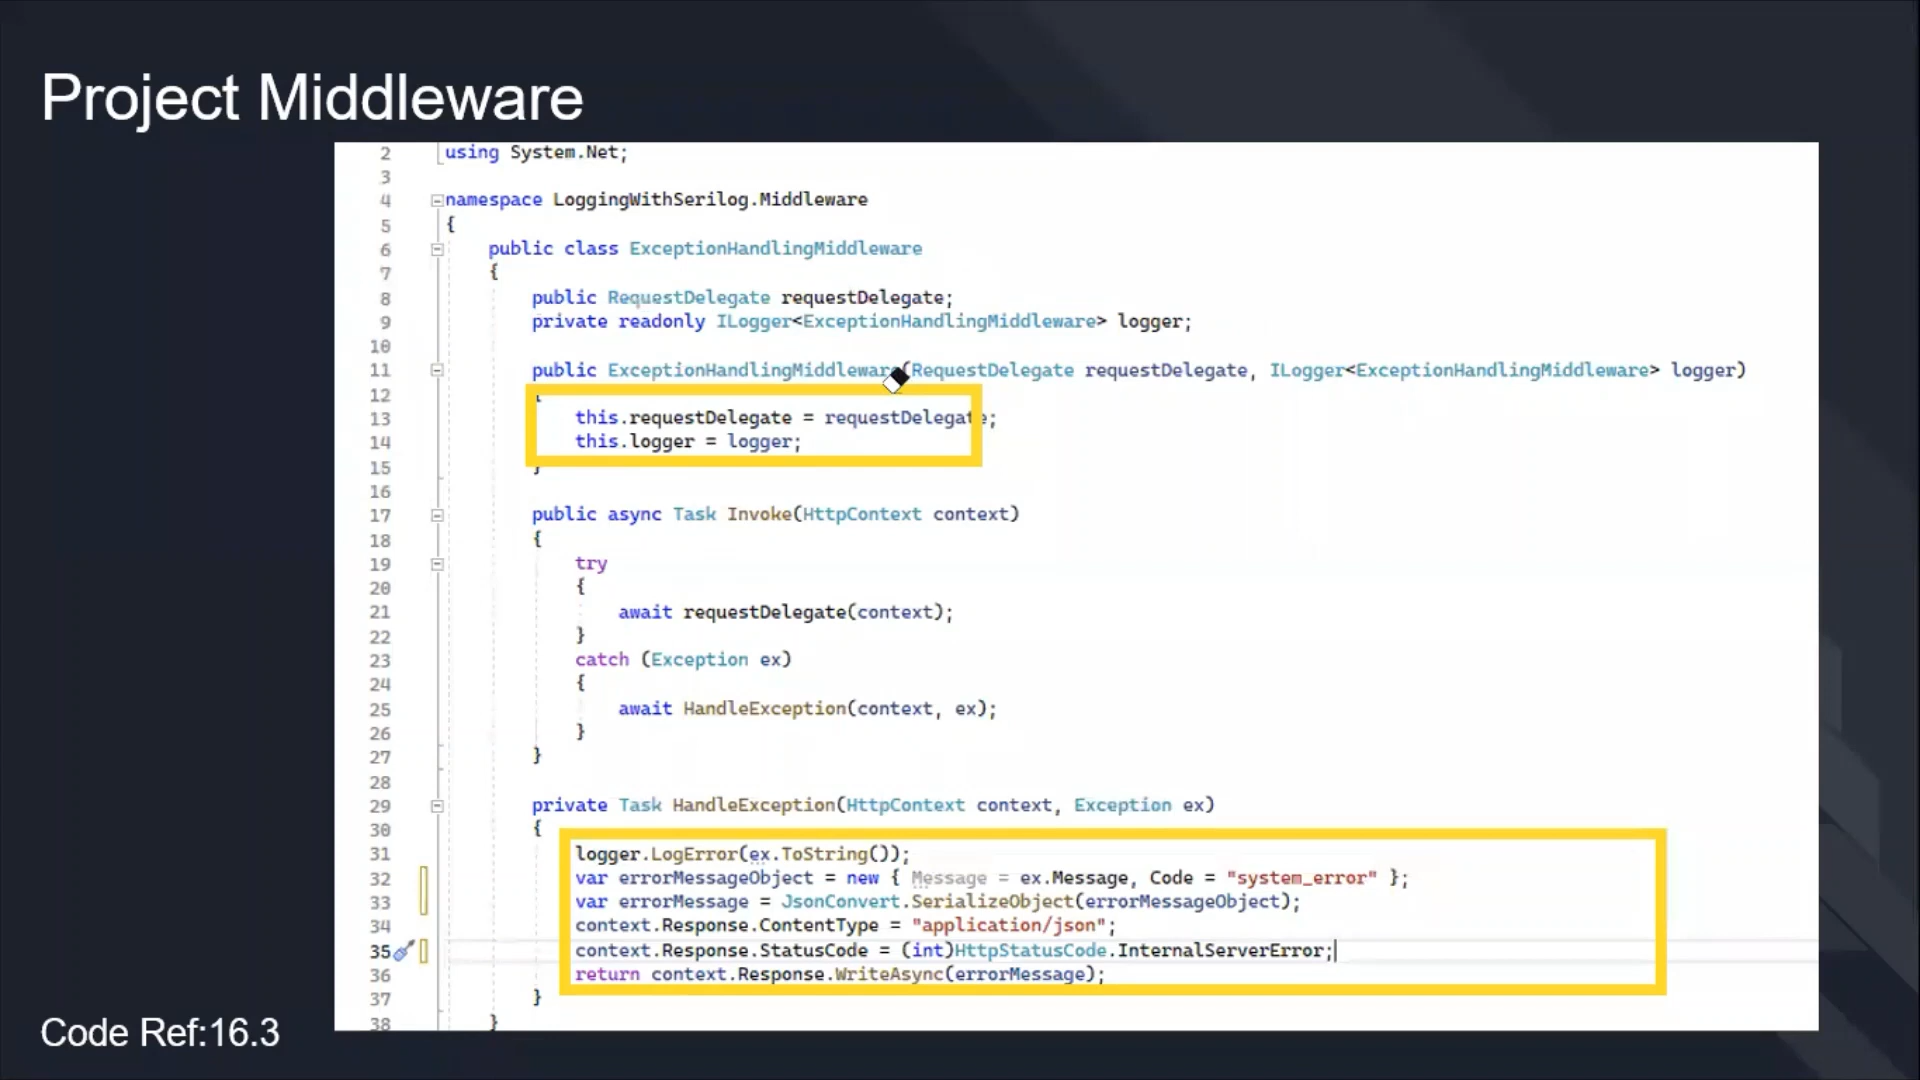 Project Middleware
2 using System.Net;
3
4 namespace LoggingWithSerilog.Middleware
5 {
6 public class ExceptionHandlingMiddleware
7 {
8 public RequestDelegate requestDelegate;
9 private readonly ILogger<ExceptionHandlingMiddleware> logger;
10
11 public ExceptionHandlingMiddleware(RequestDelegate requestDelegate, ILogger<ExceptionHandlingMiddleware> logger)
12 {
13 this.requestDelegate = requestDelegate;
14 this.logger = logger;
15 }
16
17 public async Task Invoke(HttpContext context)
18 {
19 try
20 {
21 await requestDelegate(context);
22 }
23 catch (Exception ex)
24 {
25 await HandleException(context, ex);
26 }
27 }
28
29 private Task HandleException(HttpContext context, Exception ex)
30 {
31 logger.LogError(ex.ToString());
32 var errorMessageObject = new { Message = ex.Message, Code = "system_error" };
33 var errorMessage = JsonConvert.SerializeObject(errorMessageObject);
34 context.Response.ContentType = "application/json";
35 context.Response.StatusCode = (int)HttpStatusCode.InternalServerError;
36 return context.Response.WriteAsync(errorMessage);
37 }
38 }
Code Ref:16.3